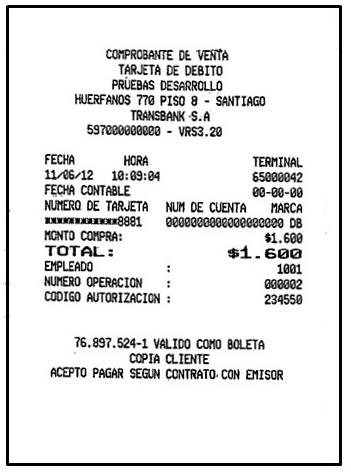 COMPROBANTE DE VENTA
TARJETA DE DEBITO
PRUEBAS DESARROLLO
HUERFANOS 770 PISO 8 - SANTIAGO
TRANSBANK S.A
597000000000 - VRS3.20
FECHA HORA TERMINAL
11/06/12 10:09:04 65000042
FECHA CONTABLE 00-00-00
NUMERO DE TARJETA NUM DE CUENTA MARCA
************8881 0000000000000000000 DB
MONTO COMPRA: $1.600
TOTAL: $1.600
EMPLEADO : 1001
NUMERO OPERACION : 000002
CODIGO AUTORIZACION : 234550
76.897.524-1 VALIDO COMO BOLETA
COPIA CLIENTE
ACEPTO PAGAR SEGUN CONTRATO CON EMISOR